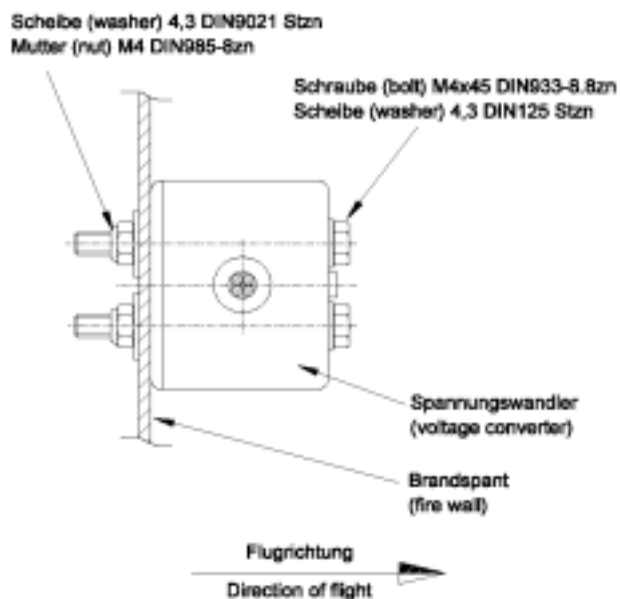 Scheibe (washer) 4,3 DIN9021 Stzn
Mutter (nut) M4 DIN985-8zn
Schraube (bolt) M4x45 DIN933-8.8zn
Scheibe (washer) 4,3 DIN125 Stzn
Spannungswandler
(voltage converter)
Brandspant
(fire wall)
Flugrichtung
Direction of flight